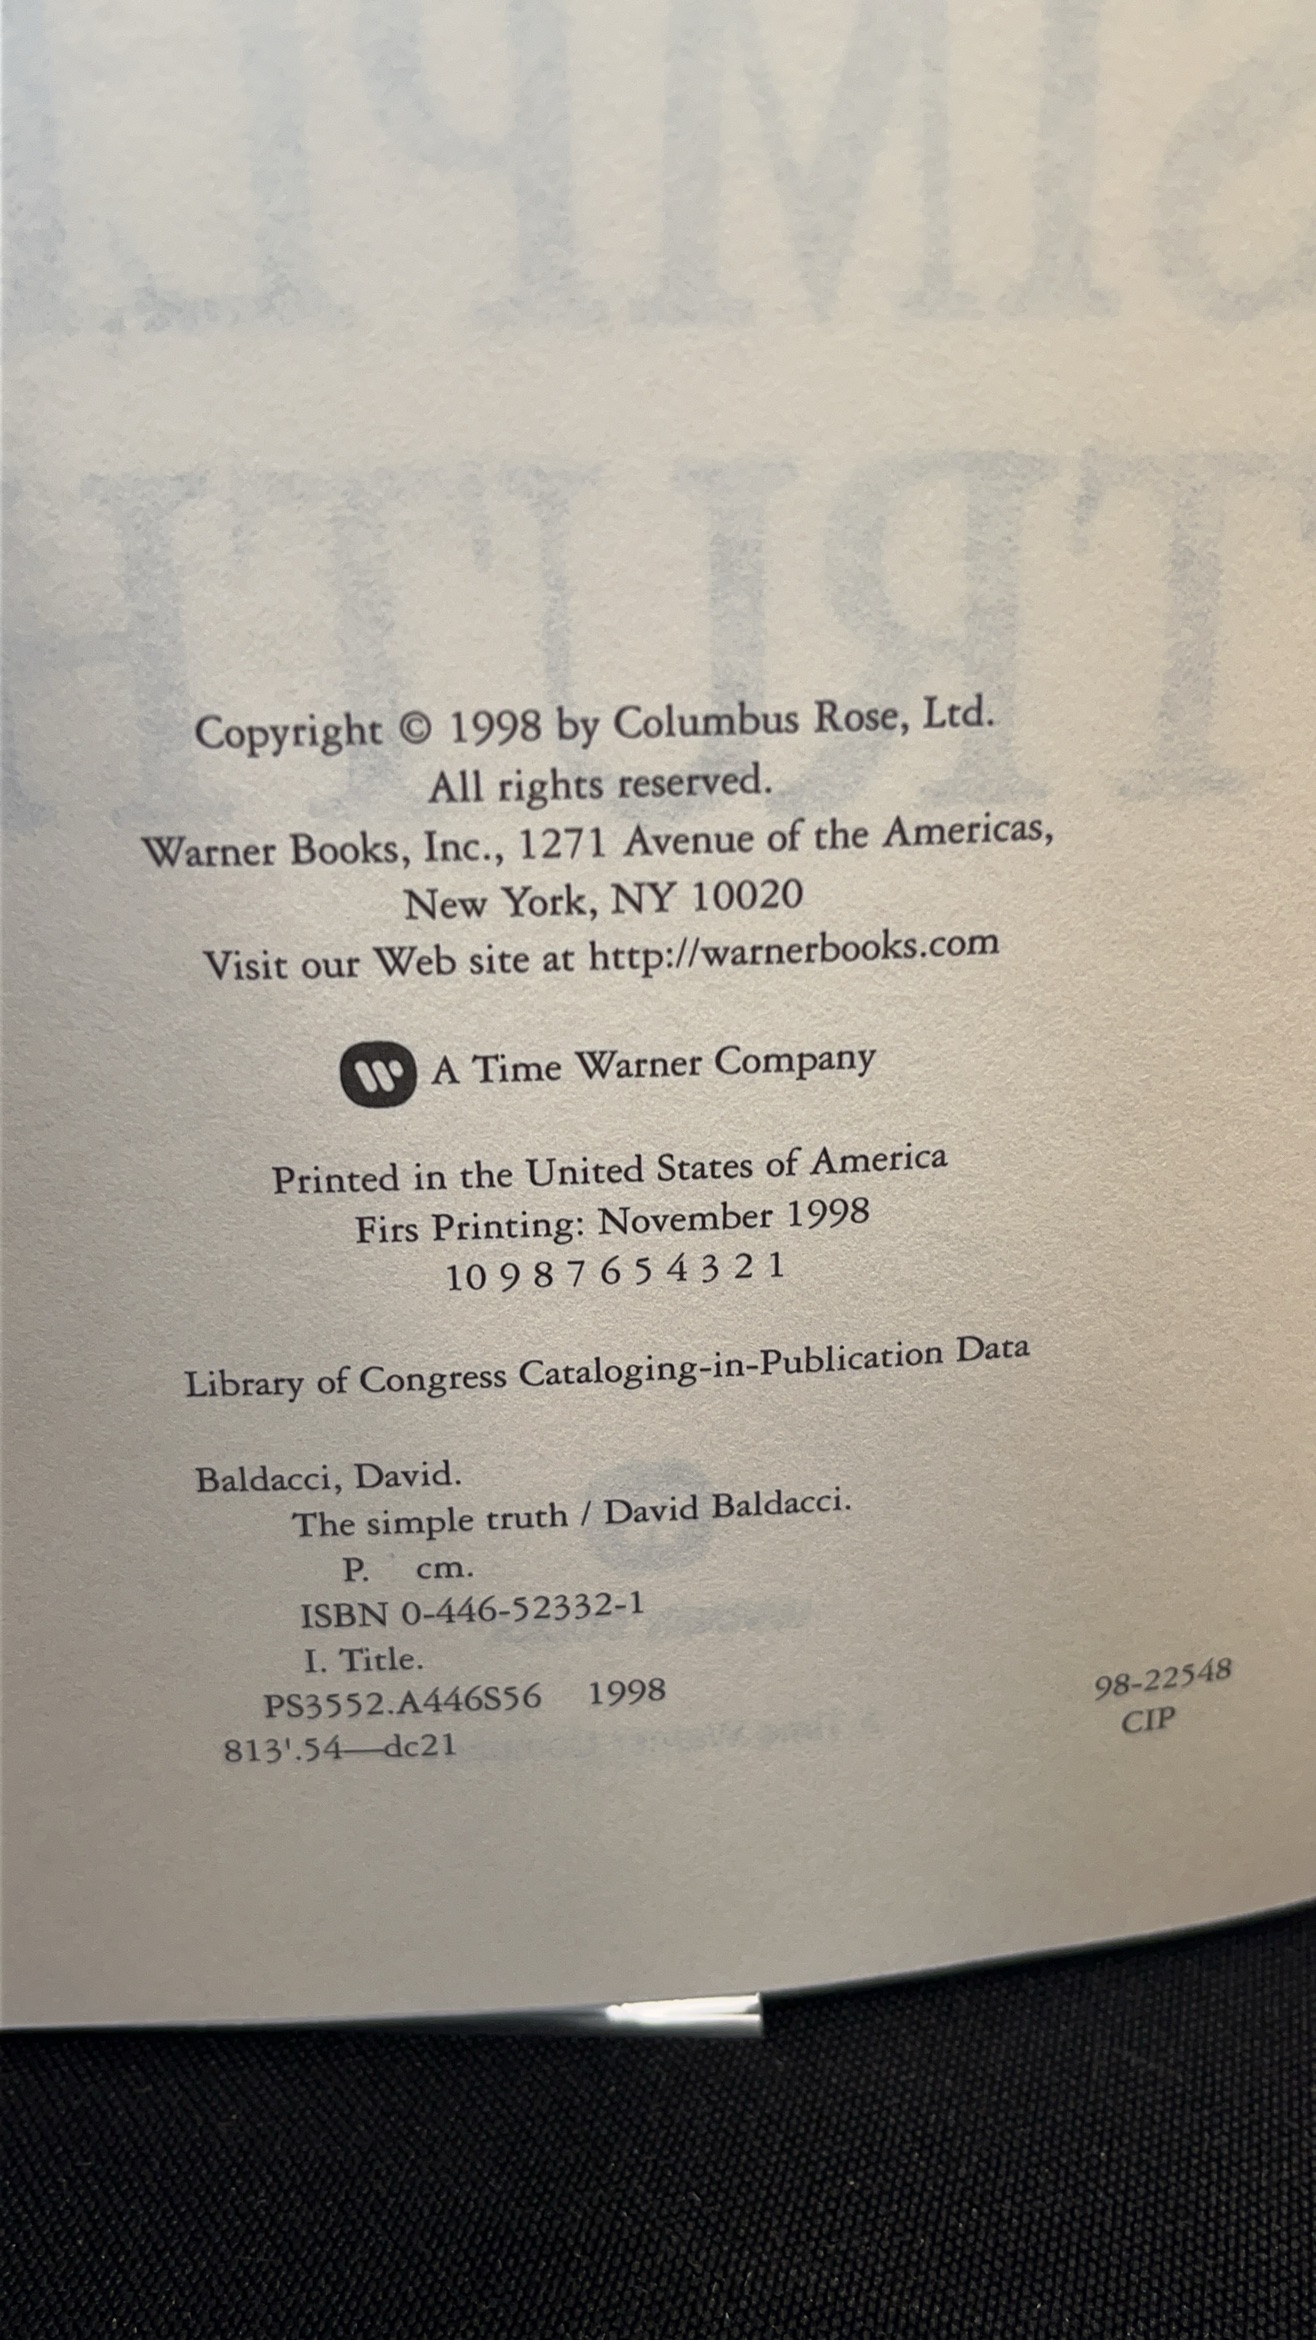 SIMPL
TRUTH
Copyright © 1998 by Columbus Rose, Ltd.
All rights reserved.
Warner Books, Inc., 1271 Avenue of the Americas,
New York, NY 10020
Visit our Web site at http://warnerbooks.com
W A Time Warner Company
Printed in the United States of America
Firs Printing: November 1998
10 9 8 7 6 5 4 3 2 1
Library of Congress Cataloging-in-Publication Data
Baldacci, David.
The simple truth / David Baldacci.
P. cm.
ISBN 0-446-52332-1
I. Title.
PS3552.A446S56 1998
98-22548
813'.54—dc21
CIP